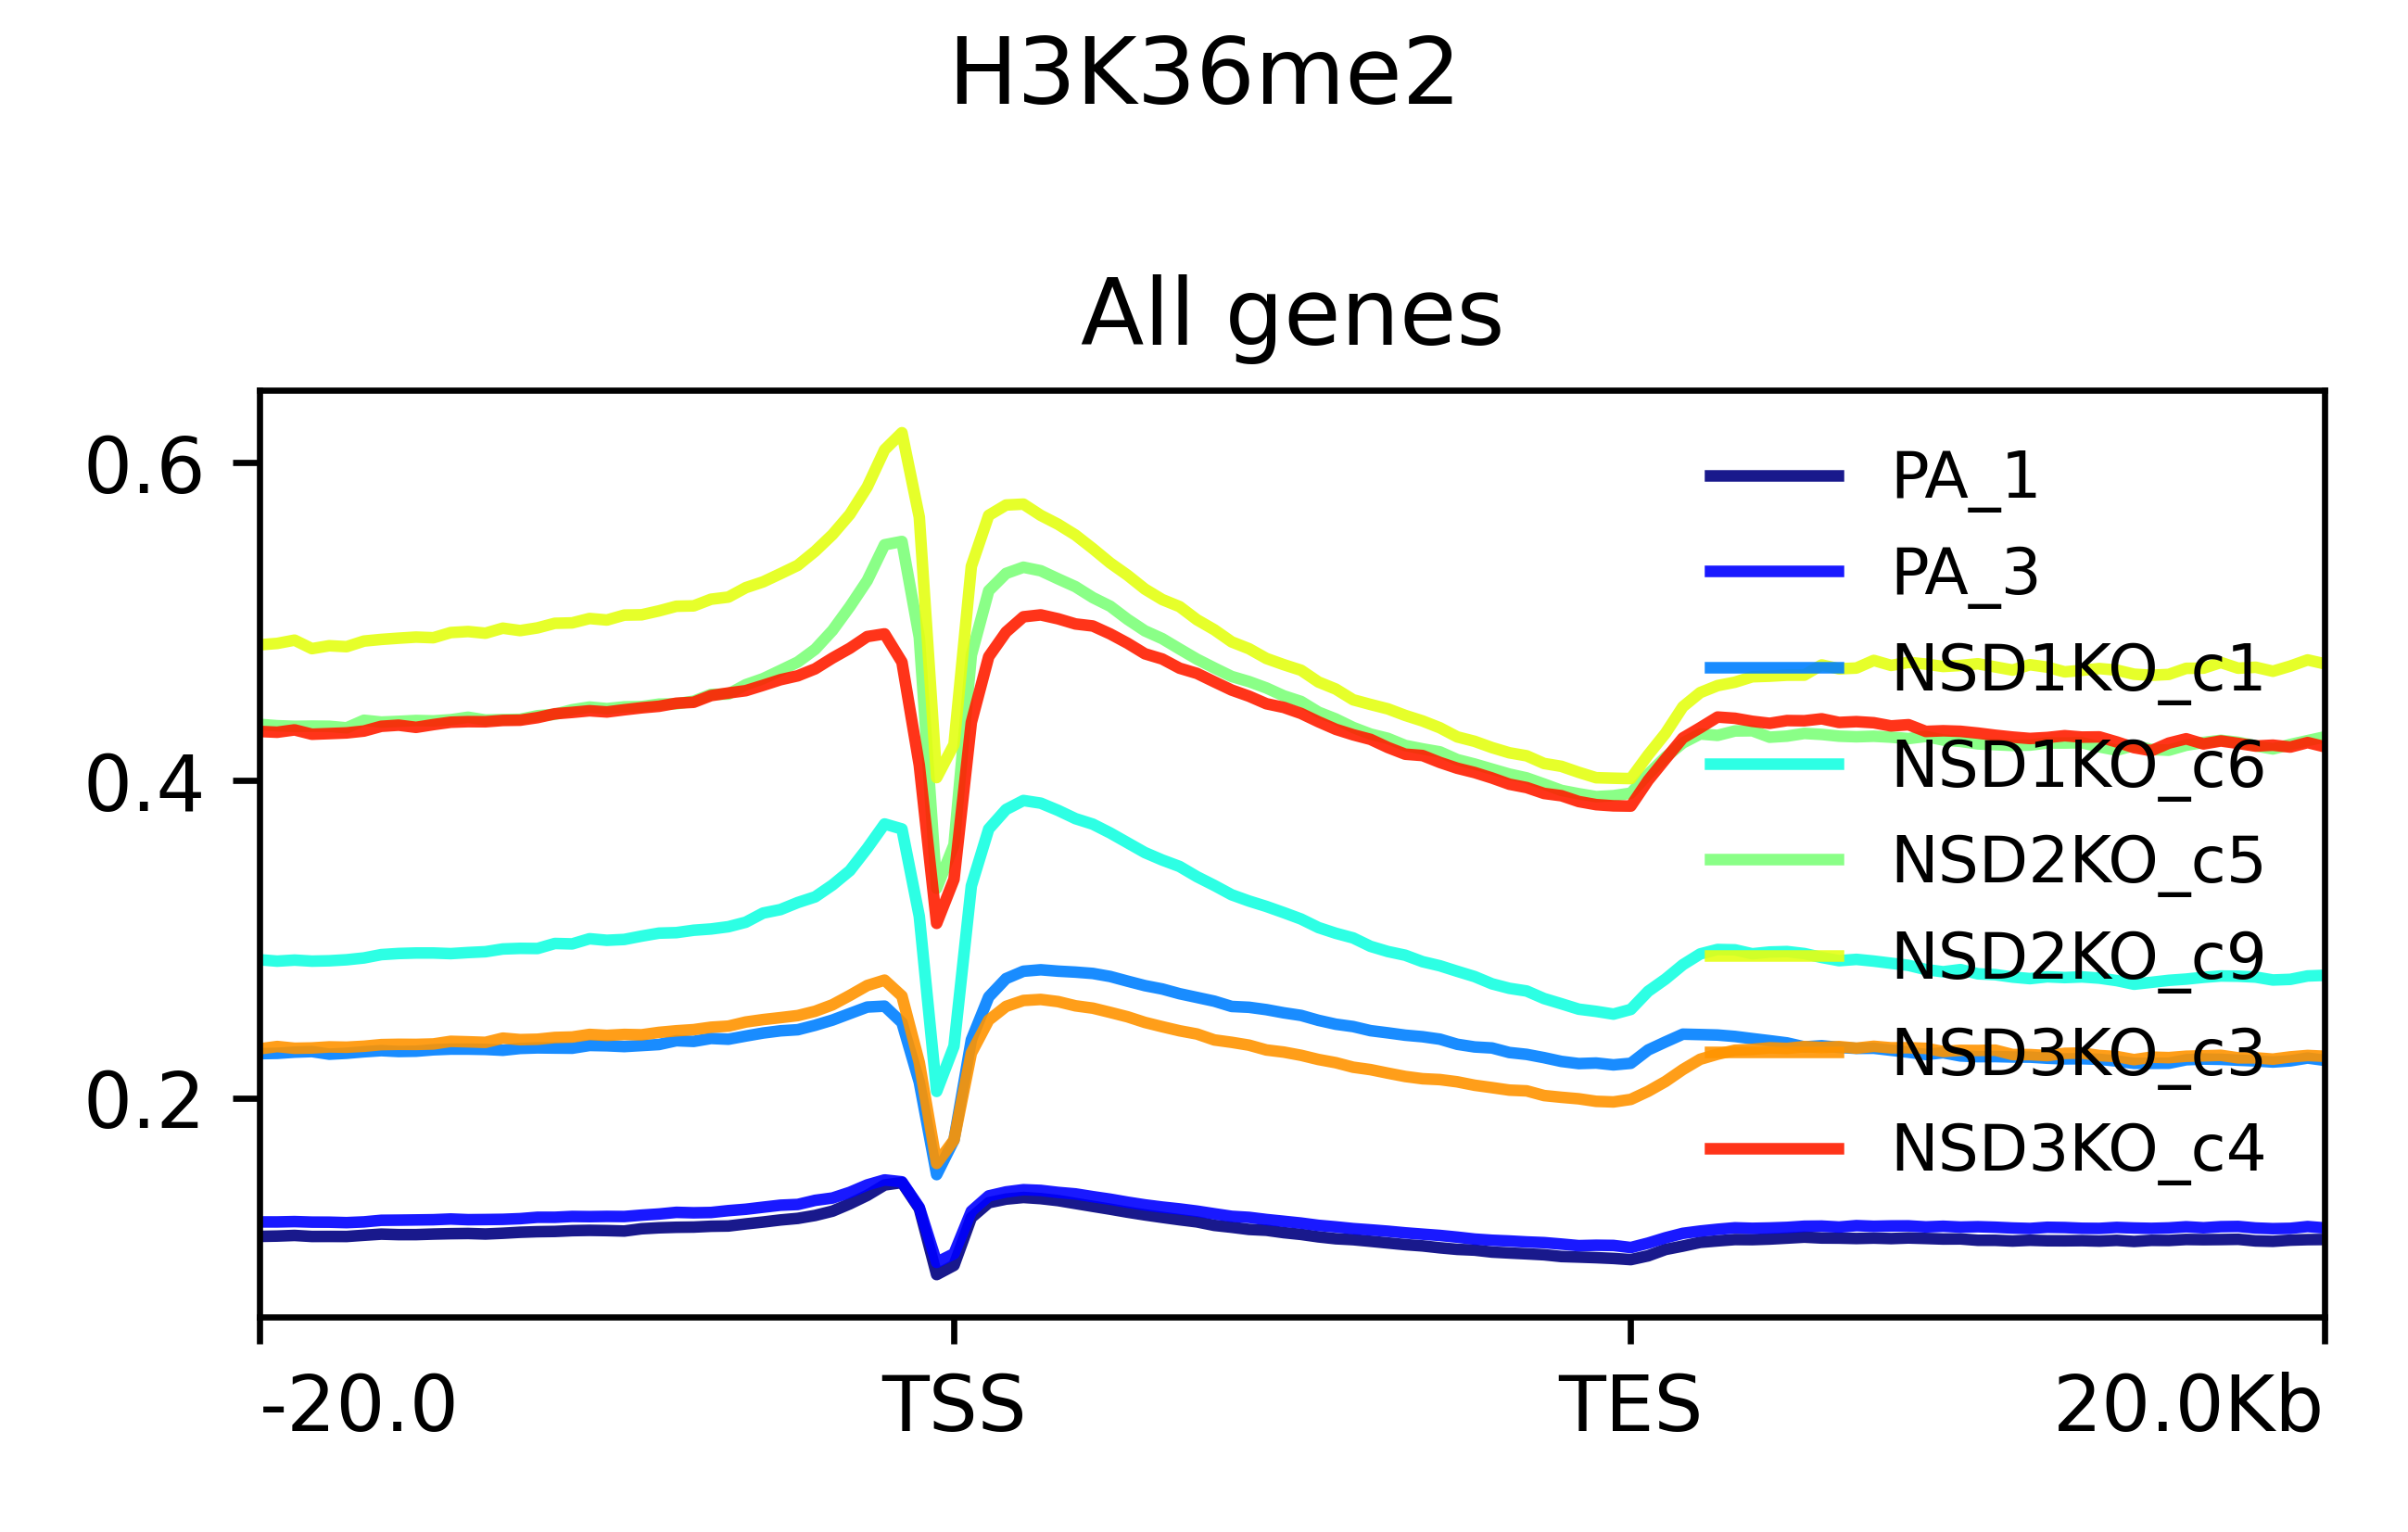 H3K36me2
All genes
0.6
0.4
0.2
PA_1
PA_3
NSD1KO_c1
NSD1KO_c6
NSD2KO_c5
NSD2KO_c9
NSD3KO_c3
NSD3KO_c4
-20.0 TSS TES 20.0Kb